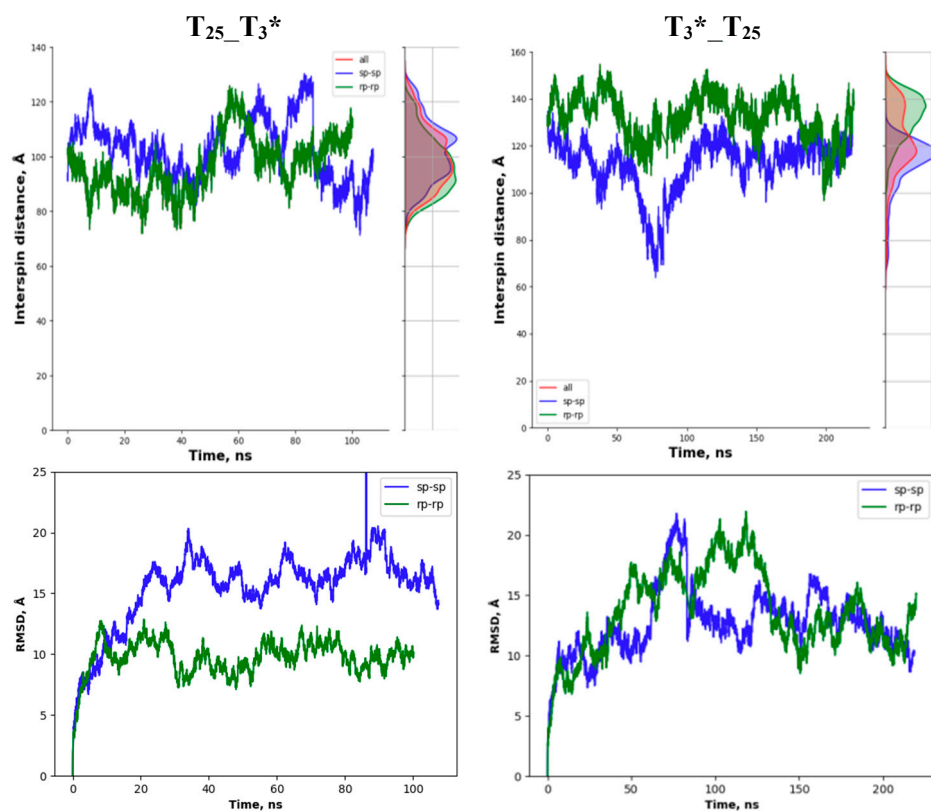 T₂₅_T₃*
T₃*_T₂₅
Interspin distance, Å
140
120
100
80
60
40
20
0
all
sp-sp
rp-rp
0 20 40 60 80 100
Time, ns
Interspin distance, Å
160
140
120
100
80
60
40
20
0
all
sp-sp
rp-rp
0 50 100 150 200
Time, ns
RMSD, Å
25
20
15
10
5
0
sp-sp
rp-rp
0 20 40 60 80 100
Time, ns
RMSD, Å
25
20
15
10
5
0
sp-sp
rp-rp
0 50 100 150 200
Time, ns